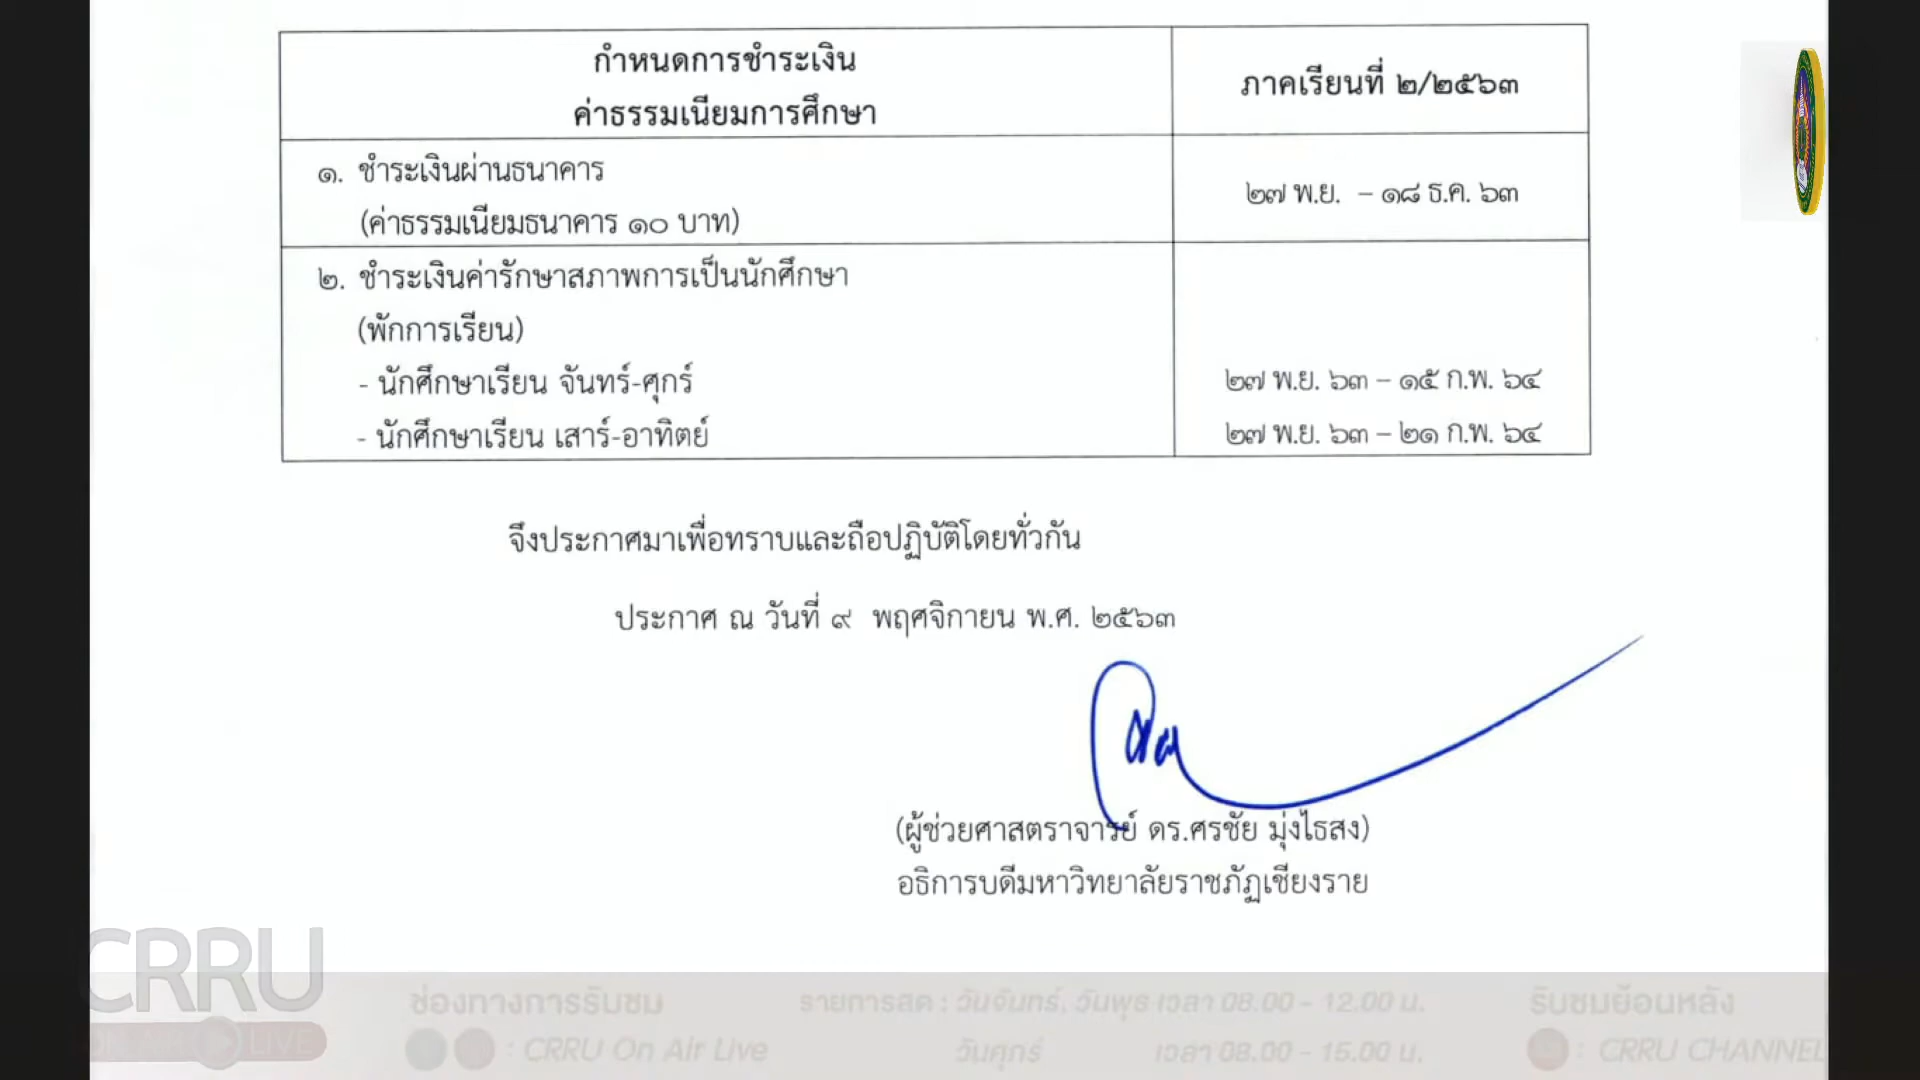 กำหนดการชำระเงิน
ค่าธรรมเนียมการศึกษา
ภาคเรียนที่ ๒/๒๕๖๓
๑. ชำระเงินผ่านธนาคาร
(ค่าธรรมเนียมธนาคาร ๑๐ บาท)
๒๗ พ.ย. – ๑๘ ธ.ค. ๖๓
๒. ชำระเงินค่ารักษาสภาพการเป็นนักศึกษา
(พักการเรียน)
- นักศึกษาเรียน จันทร์-ศุกร์
๒๗ พ.ย. ๖๓ – ๑๕ ก.พ. ๖๔
- นักศึกษาเรียน เสาร์-อาทิตย์
๒๗ พ.ย. ๖๓ – ๒๑ ก.พ. ๖๔
จึงประกาศมาเพื่อทราบและถือปฏิบัติโดยทั่วกัน
ประกาศ ณ วันที่ ๙ พฤศจิกายน พ.ศ. ๒๕๖๓
(ผู้ช่วยศาสตราจารย์ ดร.ศรชัย มุ่งไธสง)
อธิการบดีมหาวิทยาลัยราชภัฏเชียงราย
CRRU
ON AIR LIVE
ช่องทางการรับชม
: CRRU On Air Live
รายการสด : วันจันทร์, วันพุธ เวลา 08.00 - 12.00 น.
วันศุกร์ เวลา 08.00 - 15.00 น.
รับชมย้อนหลัง
: CRRU CHANNEL